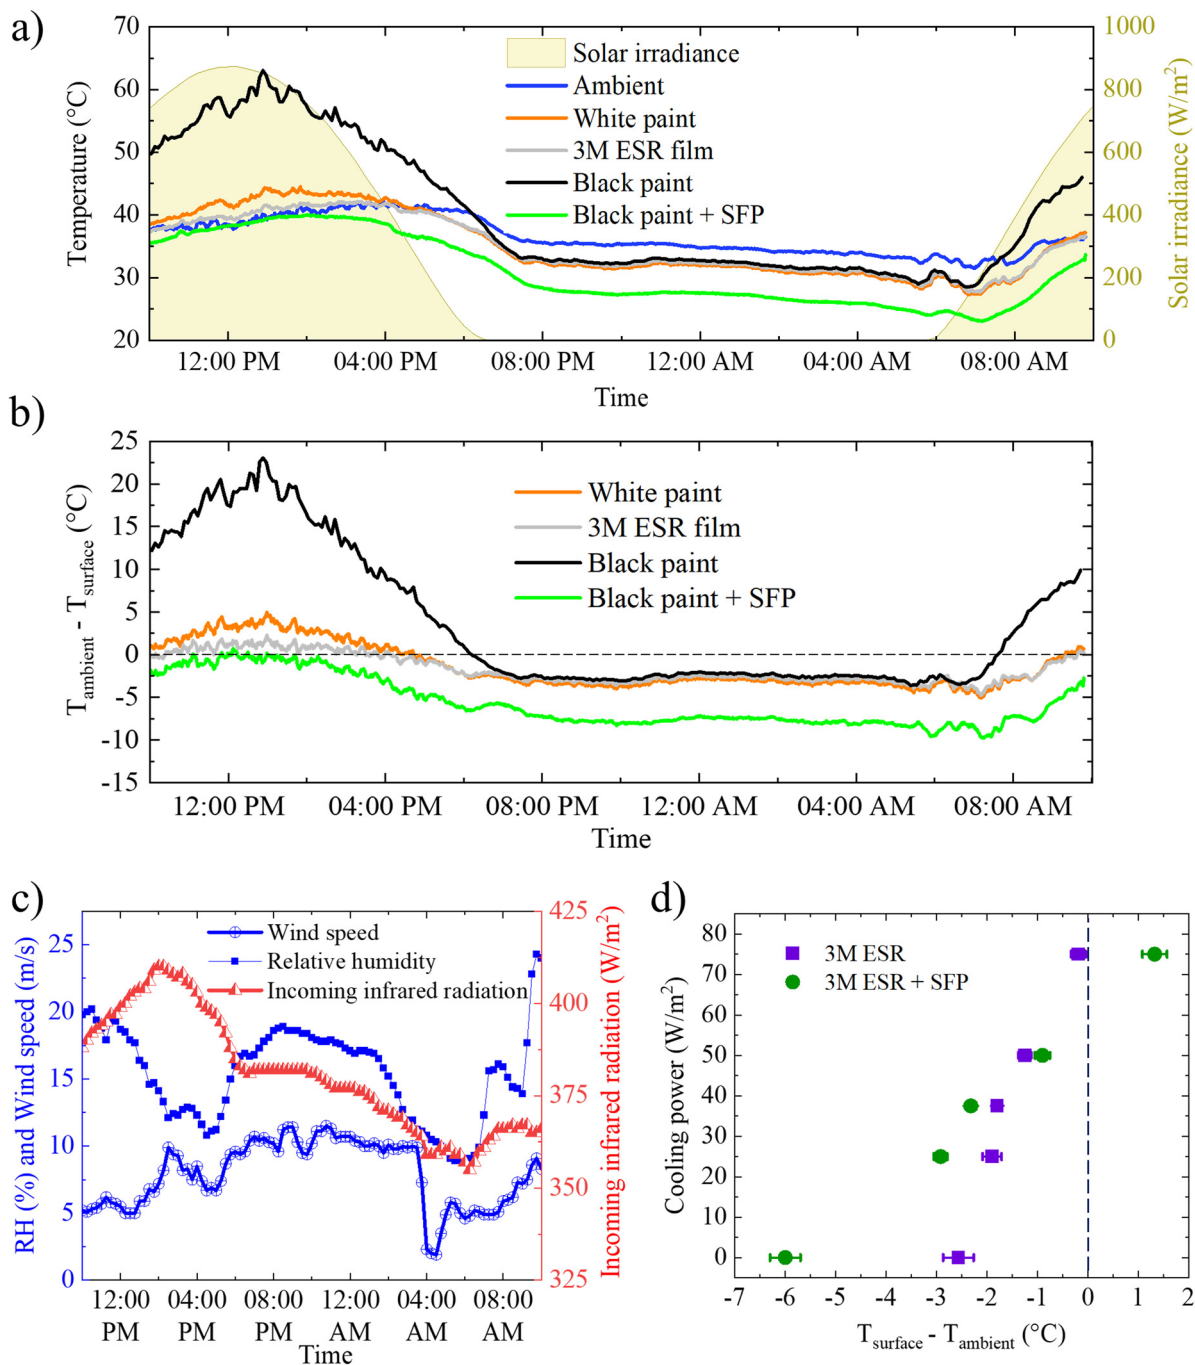 a)
70
60
50
40
30
20
Temperature (°C)
Solar irradiance
Ambient
White paint
3M ESR film
Black paint
Black paint + SFP
1000
800
600
400
200
0
Solar irradiance (W/m²)
12:00 PM 04:00 PM 08:00 PM 12:00 AM 04:00 AM 08:00 AM
Time
b)
25
20
15
10
5
0
-5
-10
-15
T_ambient - T_surface (°C)
White paint
3M ESR film
Black paint
Black paint + SFP
12:00 PM 04:00 PM 08:00 PM 12:00 AM 04:00 AM 08:00 AM
Time
c)
25
20
15
10
5
0
RH (%) and Wind speed (m/s)
Wind speed
Relative humidity
Incoming infrared radiation
425
400
375
350
325
Incoming infrared radiation (W/m²)
12:00 04:00 08:00 12:00 04:00 08:00
PM PM PM AM AM AM
Time
d)
80
70
60
50
40
30
20
10
0
Cooling power (W/m²)
3M ESR
3M ESR + SFP
-7 -6 -5 -4 -3 -2 -1 0 1 2
T_surface - T_ambient (°C)